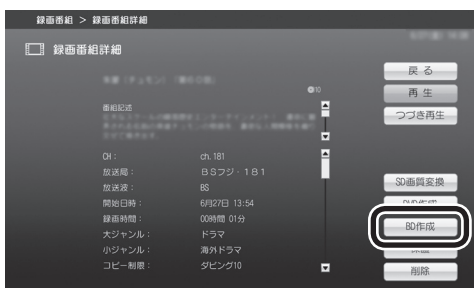 録画番組 > 録画番組詳細
録画番組詳細
10
番組記述
CH: ch.181
放送局: BSフジ・181
放送波: BS
開始日時: 6月27日 13:54
録画時間: 00時間 01分
大ジャンル: ドラマ
小ジャンル: 海外ドラマ
コピー制限: ダビング10
戻る
再生
つづき再生
SD画質変換
BD作成
削除